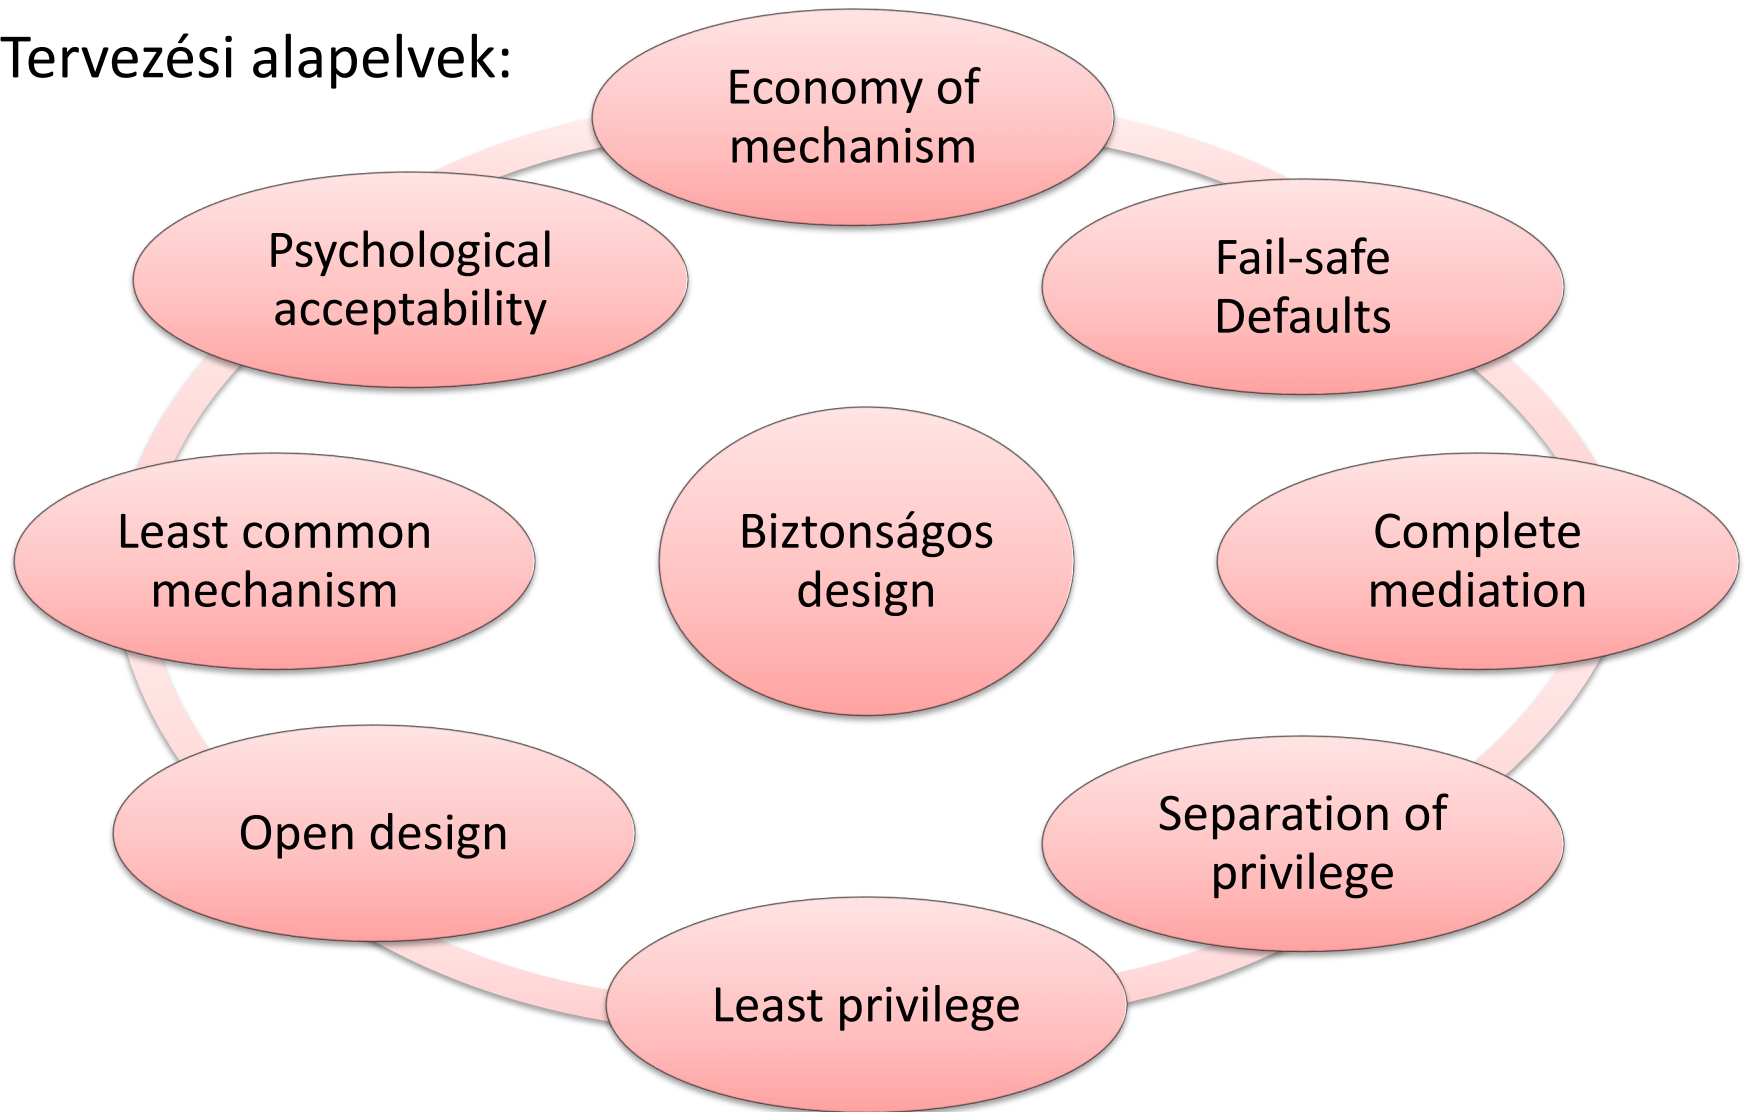 Tervezési alapelvek:
Economy of
mechanism
Fail-safe
Defaults
Complete
mediation
Separation of
privilege
Least privilege
Open design
Least common
mechanism
Psychological
acceptability
Biztonságos
design